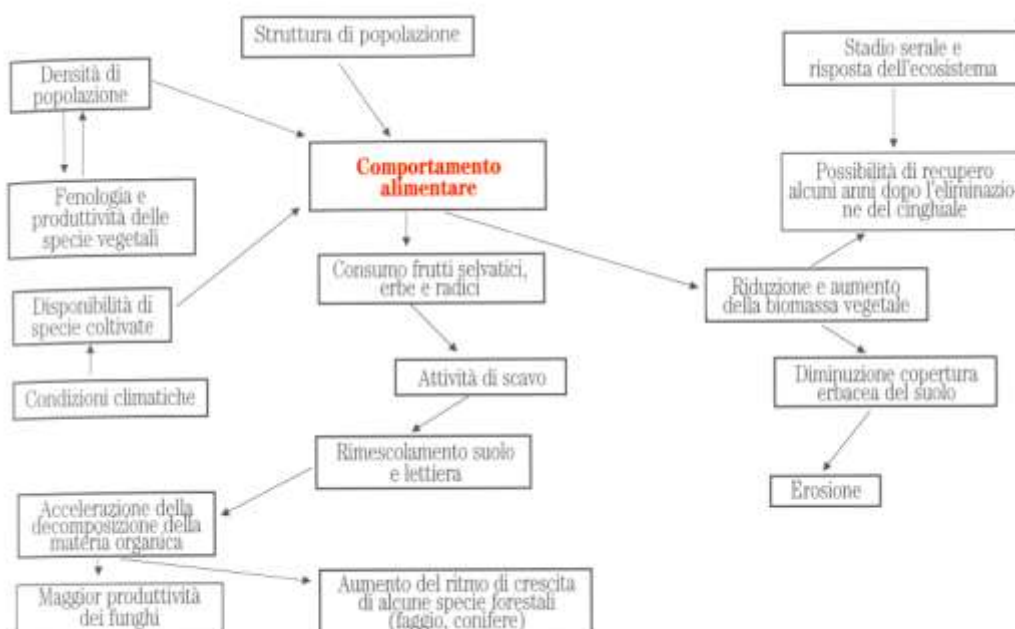 Struttura di popolazione
Stadio serale e
risposta dell'ecosistema
Densità di
popolazione
Comportamento
alimentare
Possibilità di recupero
alcuni anni dopo l'eliminazio
ne del cinghiale
Fenologia e
produttività delle
specie vegetali
Consumo frutti selvatici,
erbe e radici
Riduzione e aumento
della biomassa vegetale
Disponibilità di
specie coltivate
Attività di scavo
Diminuzione copertura
erbacea del suolo
Condizioni climatiche
Rimescolamento suolo
e lettiera
Erosione
Accelerazione della
decomposizione della
materia organica
Maggior produttività
dei funghi
Aumento del ritmo di crescita
di alcune specie forestali
(faggio, conifere)